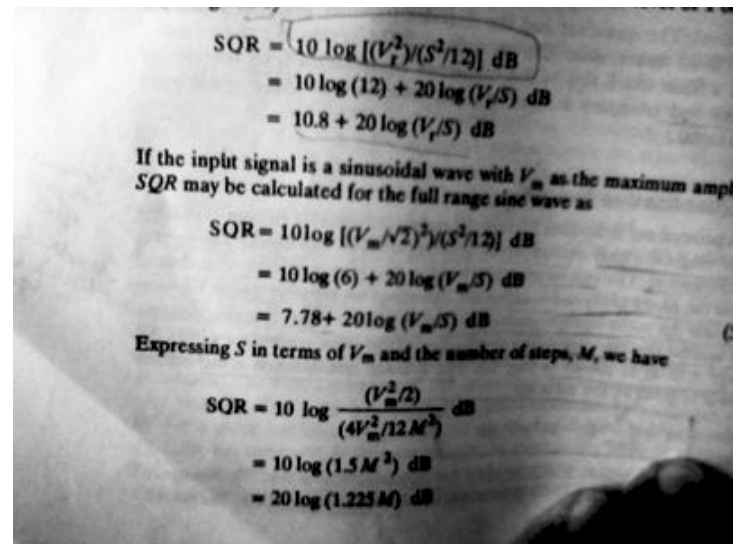 SQR = 10 log [(V_r^2)/(S^2/12)] dB
= 10 log (12) + 20 log (V_r/S) dB
= 10.8 + 20 log (V_r/S) dB
If the input signal is a sinusoidal wave with V_m as the maximum ampl
SQR may be calculated for the full range sine wave as
SQR = 10log [(V_m/√2)^2)/(S^2/12)] dB
= 10 log (6) + 20 log (V_m/S) dB
= 7.78+ 20log (V_m/S) dB
Expressing S in terms of V_m and the number of steps, M, we have
SQR = 10 log (V_m^2/2) / (4V_m^2/12 M^2) dB
= 10 log (1.5 M^2) dB
= 20 log (1.225 M) dB